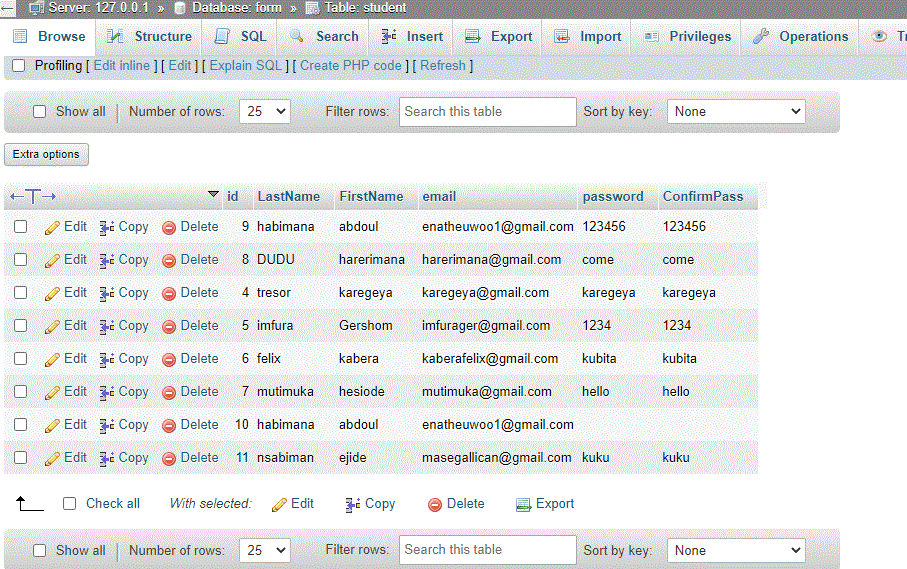 Server: 127.0.0.1 » Database: form » Table: student
Browse Structure SQL Search Insert Export Import Privileges Operations
Profiling [ Edit inline ] [ Edit ] [ Explain SQL ] [ Create PHP code ] [ Refresh ]
Show all Number of rows: 25 Filter rows: Search this table Sort by key: None
Extra options
←T→ id LastName FirstName email password ConfirmPass
Edit Copy Delete 9 habimana abdoul enatheuwoo1@gmail.com 123456 123456
Edit Copy Delete 8 DUDU harerimana harerimana@gmail.com come come
Edit Copy Delete 4 tresor karegeya karegeya@gmail.com karegeya karegeya
Edit Copy Delete 5 imfura Gershom imfurager@gmail.com 1234 1234
Edit Copy Delete 6 felix kabera kaberafelix@gmail.com kubita kubita
Edit Copy Delete 7 mutimuka hesiode mutimuka@gmail.com hello hello
Edit Copy Delete 10 habimana abdoul enatheuwoo1@gmail.com
Edit Copy Delete 11 nsabiman ejide masegallican@gmail.com kuku kuku
Check all With selected: Edit Copy Delete Export
Show all Number of rows: 25 Filter rows: Search this table Sort by key: None